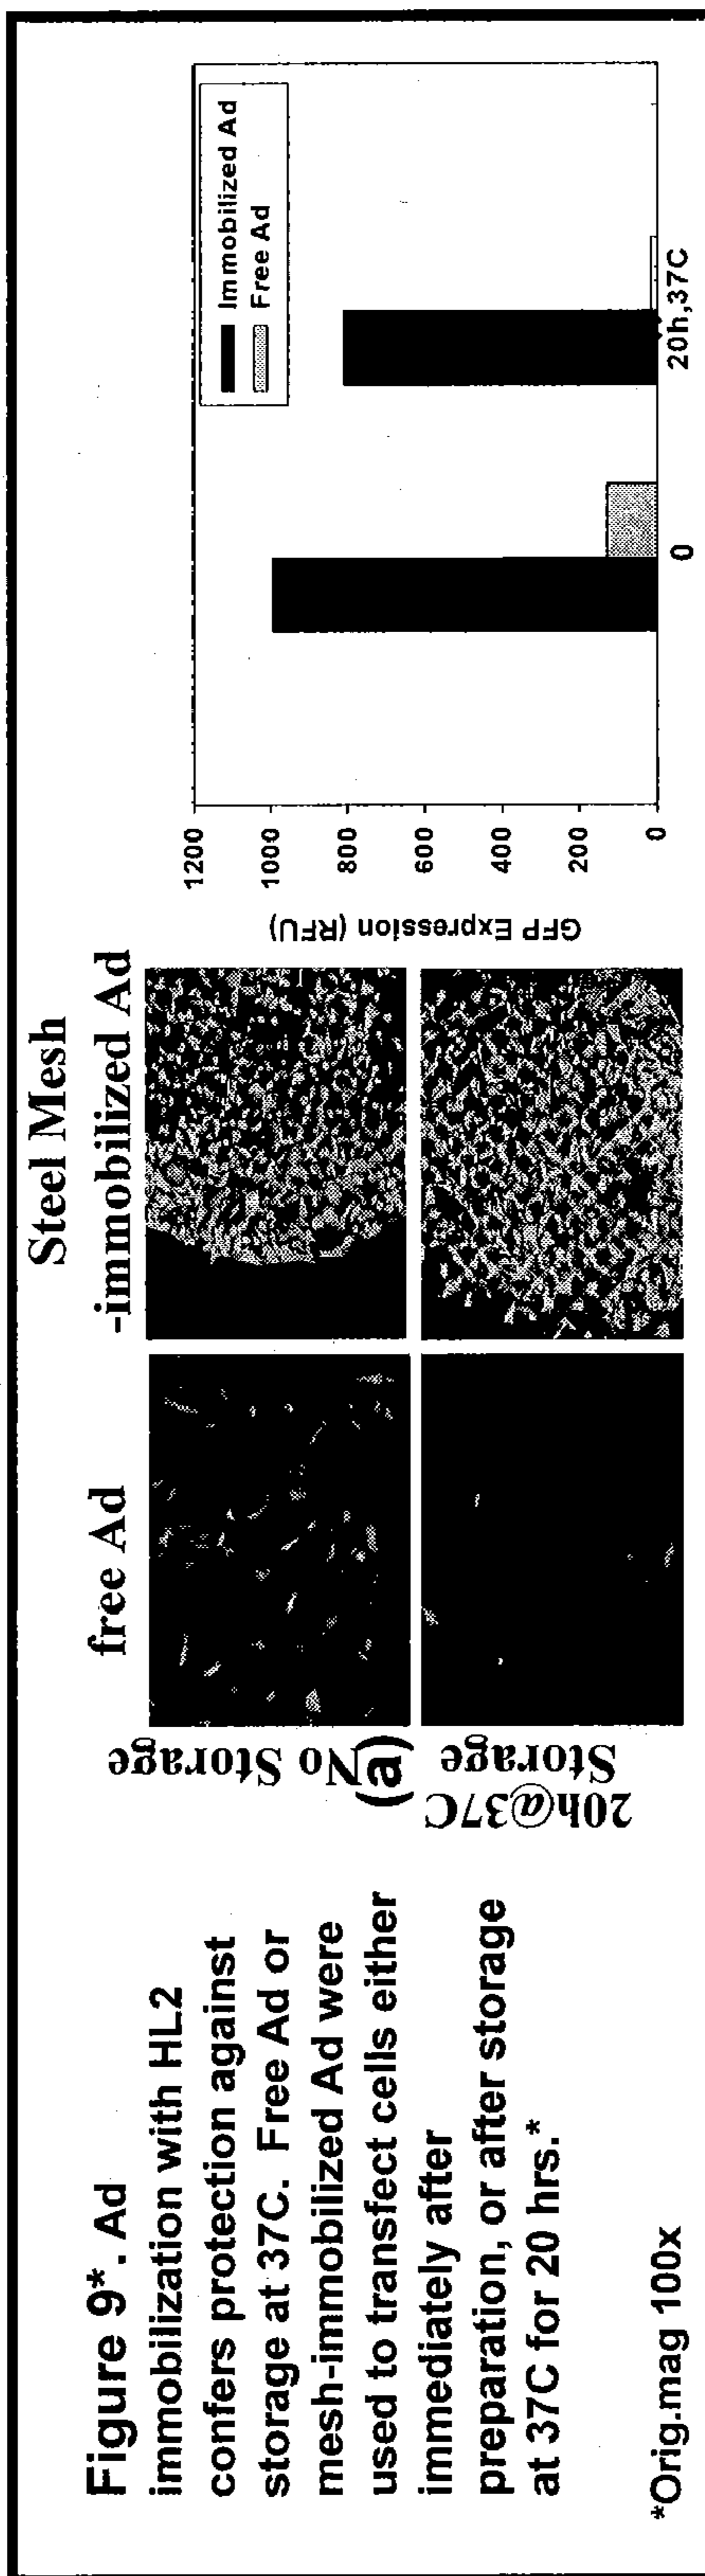 Figure 9*. Ad
immobilization with HL2
confers protection against
storage at 37C. Free Ad or
mesh-immobilized Ad were
used to transfect cells either
immediately after
preparation, or after storage
at 37C for 20 hrs.*
*Orig.mag 100x
Steel Mesh
free Ad
-immobilized Ad
No Storage
(a)
20h@37C
Storage
GFP Expression (RFU)
1200
1000
800
600
400
200
0
Immobilized Ad
Free Ad
0
20h,37C